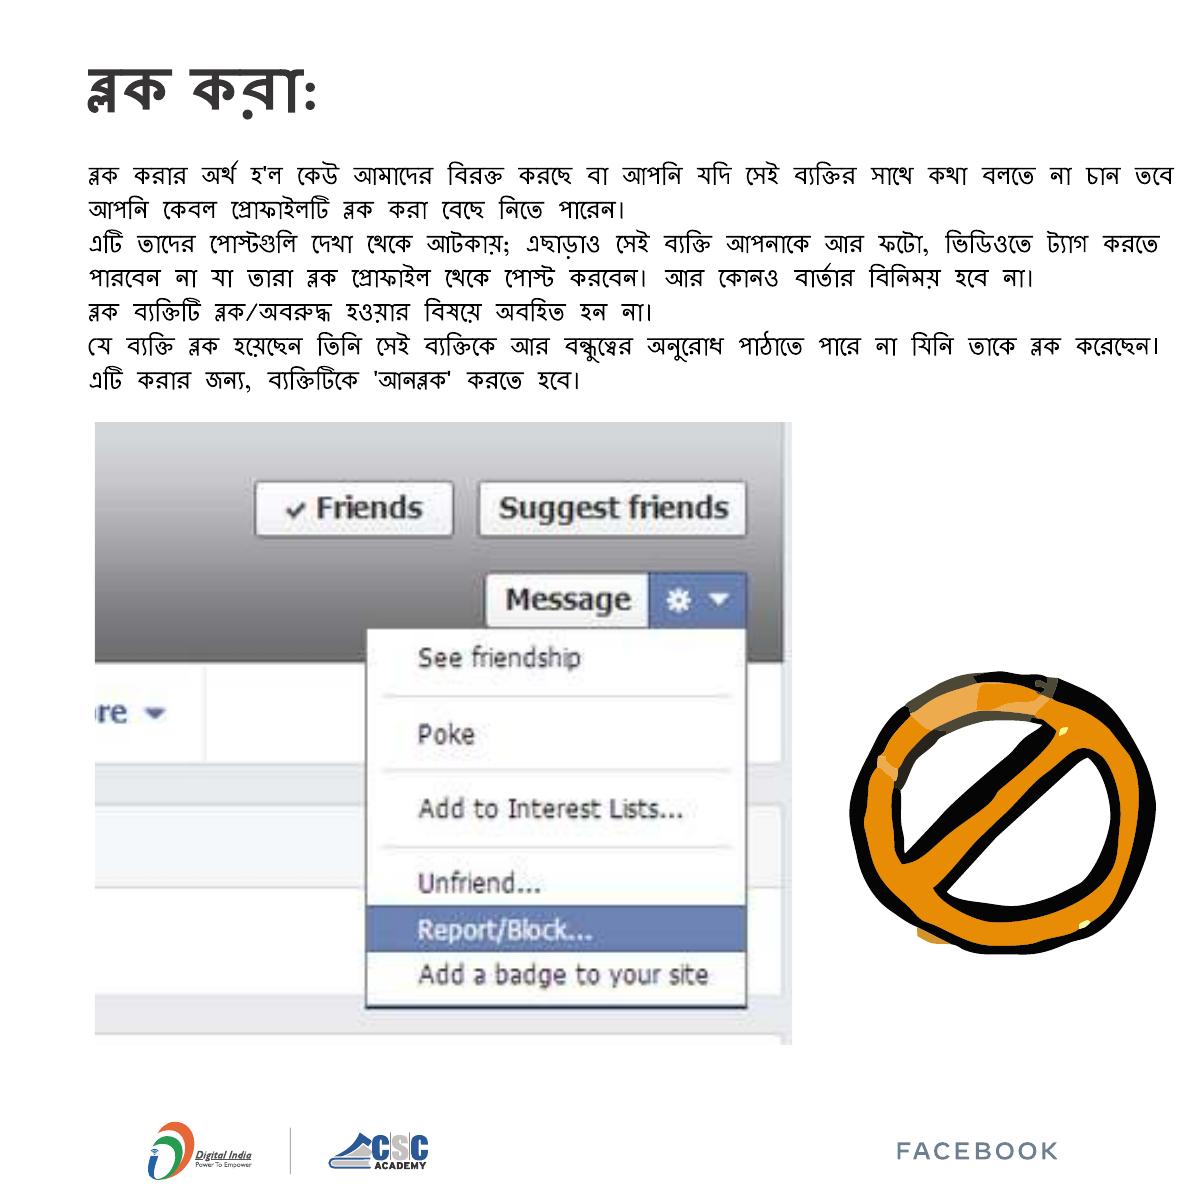 ব্লক করা:
ব্লক করার অর্থ হ'ল কেউ আমাদের বিরক্ত করছে বা আপনি যদি সেই ব্যক্তির সাথে কথা বলতে না চান তবে
আপনি কেবল প্রোফাইলটি ব্লক করা বেছে নিতে পারেন।
এটি তাদের পোস্টগুলি দেখা থেকে আটকায়; এছাড়াও সেই ব্যক্তি আপনাকে আর ফটো, ভিডিওতে ট্যাগ করতে
পারবেন না যা তারা ব্লক প্রোফাইল থেকে পোস্ট করবেন। আর কোনও বার্তার বিনিময় হবে না।
ব্লক ব্যক্তিটি ব্লক/অবরুদ্ধ হওয়ার বিষয়ে অবহিত হন না।
যে ব্যক্তি ব্লক হয়েছেন তিনি সেই ব্যক্তিকে আর বন্ধুত্বের অনুরোধ পাঠাতে পারে না যিনি তাকে ব্লক করেছেন।
এটি করার জন্য, ব্যক্তিটিকে 'আনব্লক' করতে হবে।
Friends Suggest friends
Message
See friendship
re
Poke
Add to Interest Lists...
Unfriend...
Report/Block...
Add a badge to your site
Digital India
Power To Empower
CSC
ACADEMY
FACEBOOK